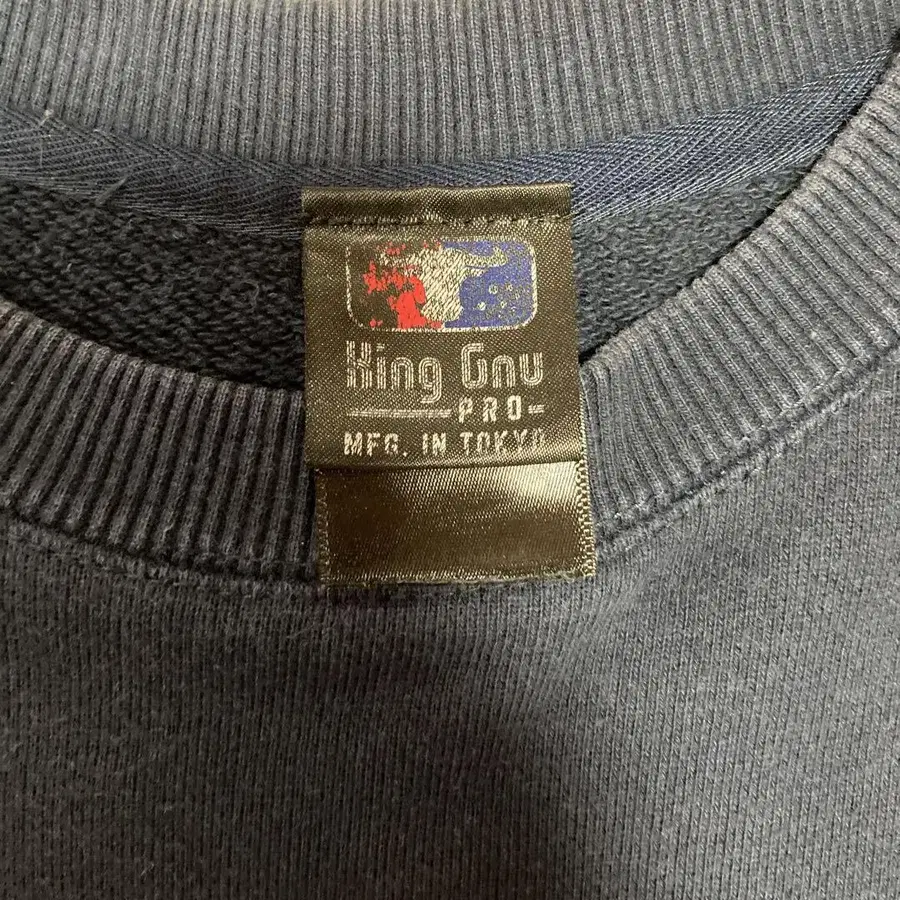 King Gnu
PRO
MFG. IN TOKYO